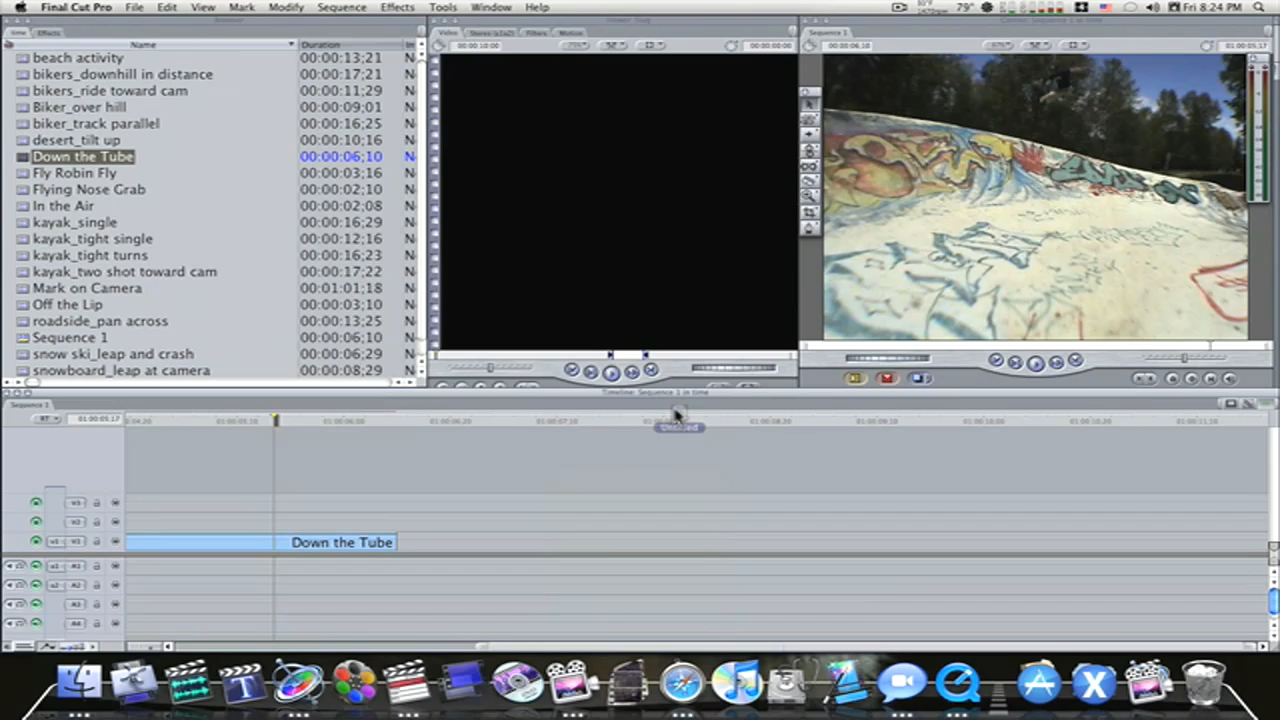 Final Cut Pro File Edit View Mark Modify Sequence Effects Tools Window Help 79° Fri 8:24 PM
Browser
Effects
Name Duration In
beach activity 00:00:13;21
bikers_downhill in distance 00:00:17;21
bikers_ride toward cam 00:00:11;29
Biker_over hill 00:00:09;01
biker_track parallel 00:00:16;25
desert_tilt up 00:00:10;16
Down the Tube 00:00:06;10
Fly Robin Fly 00:00:03;16
Flying Nose Grab 00:00:02;10
In the Air 00:00:02;08
kayak_single 00:00:16;29
kayak_tight single 00:00:12;16
kayak_tight turns 00:00:16;23
kayak_two shot toward cam 00:00:17;22
Mark on Camera 00:01:01;18
Off the Lip 00:00:03;10
roadside_pan across 00:00:13;25
Sequence 1 00:00:06;10
snow ski_leap and crash 00:00:06;29
snowboard_leap at camera 00:00:08;29
Video Stereo (a1a2) Filters Motion
00:00:10;00 00:00:00;00
Sequence 1
00:00:06;10 01:00:05;17
Timeline: Sequence 1 in time
Sequence 1
RT 01:00:05;17
01:00:05;10 01:00:06;00 01:00:06;20 01:00:07;10 01:00:08;20 01:00:09;10 01:00:10;00 01:00:10;20 01:00:11;10
Untitled
V3
V2
v1 V1 Down the Tube
a1 A1
a2 A2
A3
A4